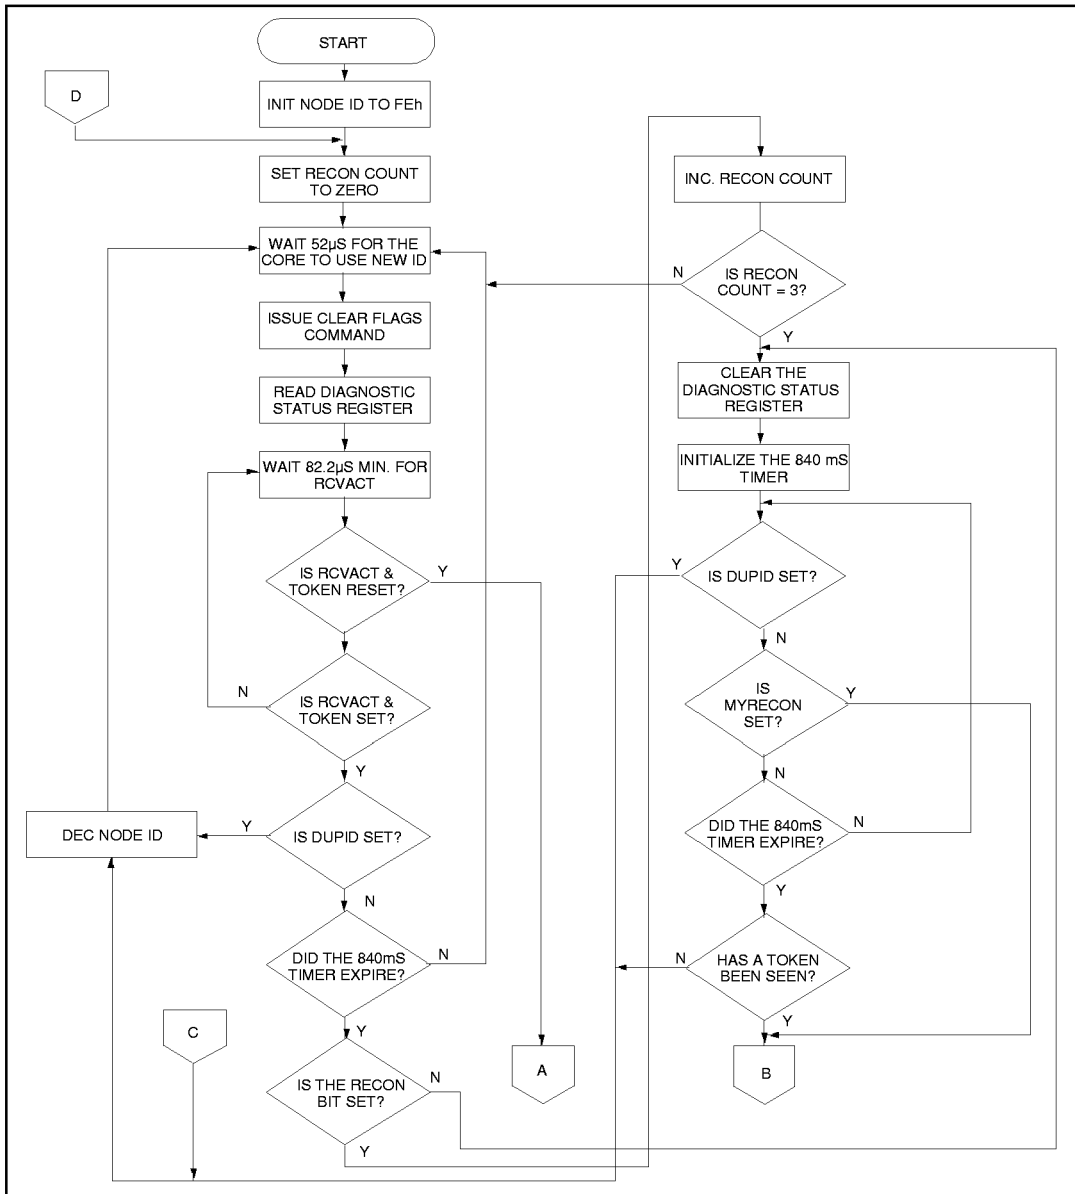 START
D
INIT NODE ID TO FEh
SET RECON COUNT
TO ZERO
WAIT 52µS FOR THE
CORE TO USE NEW ID
ISSUE CLEAR FLAGS
COMMAND
READ DIAGNOSTIC
STATUS REGISTER
WAIT 82.2µS MIN. FOR
RCVACT
IS RCVACT &
TOKEN RESET?
Y
IS RCVACT &
TOKEN SET?
N
Y
IS DUPID SET?
Y
DEC NODE ID
N
DID THE 840mS
TIMER EXPIRE?
N
Y
C
IS THE RECON
BIT SET?
N
Y
A
INC. RECON COUNT
IS RECON
COUNT = 3?
N
Y
CLEAR THE
DIAGNOSTIC STATUS
REGISTER
INITIALIZE THE 840 mS
TIMER
IS DUPID SET?
Y
N
IS
MYRECON
SET?
Y
N
DID THE 840mS
TIMER EXPIRE?
N
Y
HAS A TOKEN
BEEN SEEN?
N
Y
B